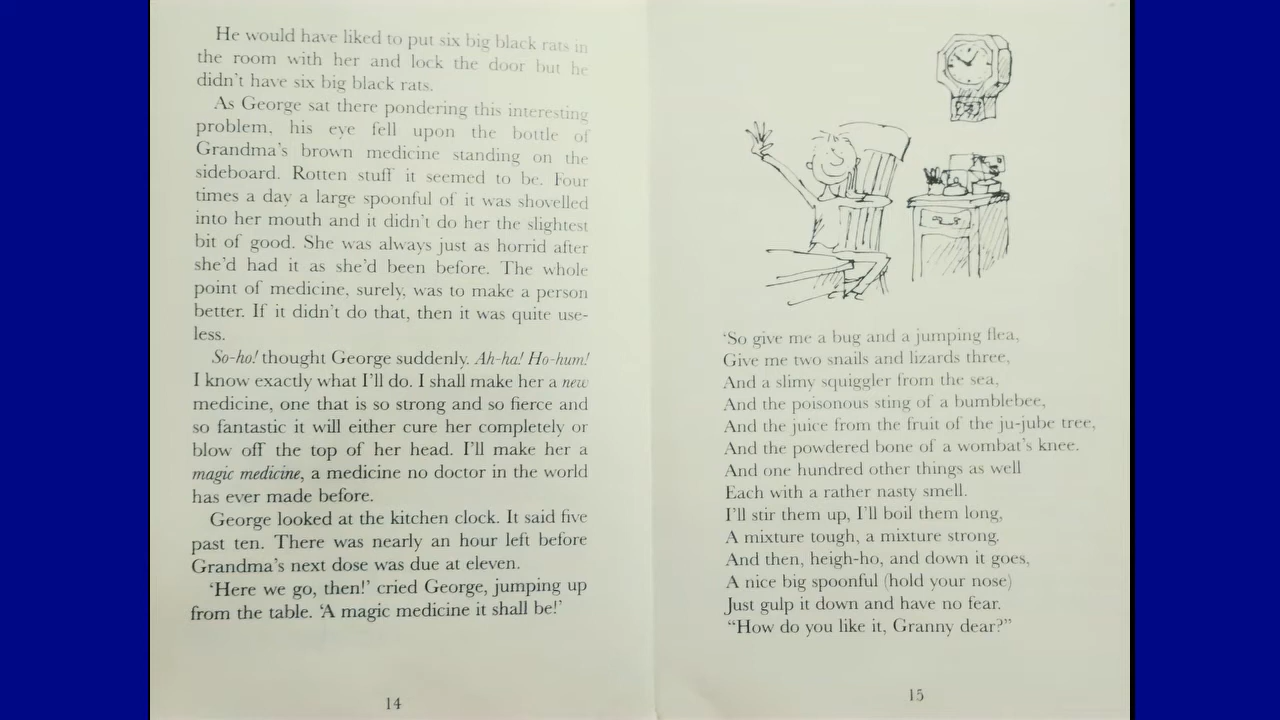 He would have liked to put six big black rats in
the room with her and lock the door but he
didn't have six big black rats.
As George sat there pondering this interesting
problem, his eye fell upon the bottle of
Grandma's brown medicine standing on the
sideboard. Rotten stuff it seemed to be. Four
times a day a large spoonful of it was shovelled
into her mouth and it didn't do her the slightest
bit of good. She was always just as horrid after
she'd had it as she'd been before. The whole
point of medicine, surely, was to make a person
better. If it didn't do that, then it was quite use-
less.
So-ho! thought George suddenly. Ah-ha! Ho-hum!
I know exactly what I'll do. I shall make her a new
medicine, one that is so strong and so fierce and
so fantastic it will either cure her completely or
blow off the top of her head. I'll make her a
magic medicine, a medicine no doctor in the world
has ever made before.
George looked at the kitchen clock. It said five
past ten. There was nearly an hour left before
Grandma's next dose was due at eleven.
'Here we go, then!' cried George, jumping up
from the table. 'A magic medicine it shall be!'
14
'So give me a bug and a jumping flea,
Give me two snails and lizards three,
And a slimy squiggler from the sea,
And the poisonous sting of a bumblebee,
And the juice from the fruit of the ju-jube tree,
And the powdered bone of a wombat's knee.
And one hundred other things as well
Each with a rather nasty smell.
I'll stir them up, I'll boil them long,
A mixture tough, a mixture strong.
And then, heigh-ho, and down it goes,
A nice big spoonful (hold your nose)
Just gulp it down and have no fear.
"How do you like it, Granny dear?"
15